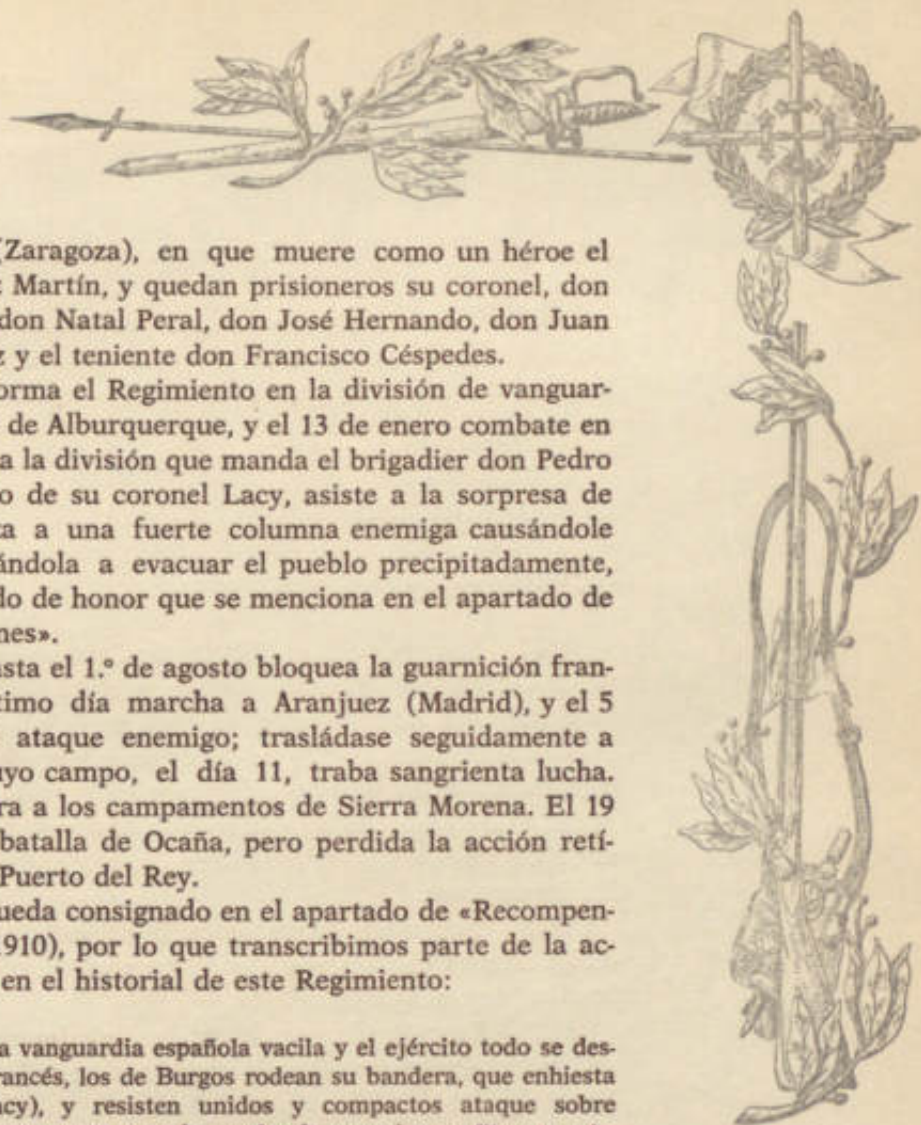 (Zaragoza), en que muere como un héroe el
Martín, y quedan prisioneros su coronel, don
don Natal Peral, don José Hernando, don Juan
z y el teniente don Francisco Céspedes.
orma el Regimiento en la división de vanguar-
de Alburquerque, y el 13 de enero combate en
a la división que manda el brigadier don Pedro
o de su coronel Lacy, asiste a la sorpresa de
ta a una fuerte columna enemiga causándole
ándola a evacuar el pueblo precipitadamente,
do de honor que se menciona en el apartado de
nes».
asta el 1.º de agosto bloquea la guarnición fran-
timo día marcha a Aranjuez (Madrid), y el 5
ataque enemigo; trasládase seguidamente a
uyo campo, el día 11, traba sangrienta lucha.
ra a los campamentos de Sierra Morena. El 19
batalla de Ocaña, pero perdida la acción retí-
Puerto del Rey.
ueda consignado en el apartado de «Recompen-
1910), por lo que transcribimos parte de la ac-
en el historial de este Regimiento:
a vanguardia española vacila y el ejército todo se des-
rancés, los de Burgos rodean su bandera, que enhiesta
acy), y resisten unidos y compactos ataque sobre